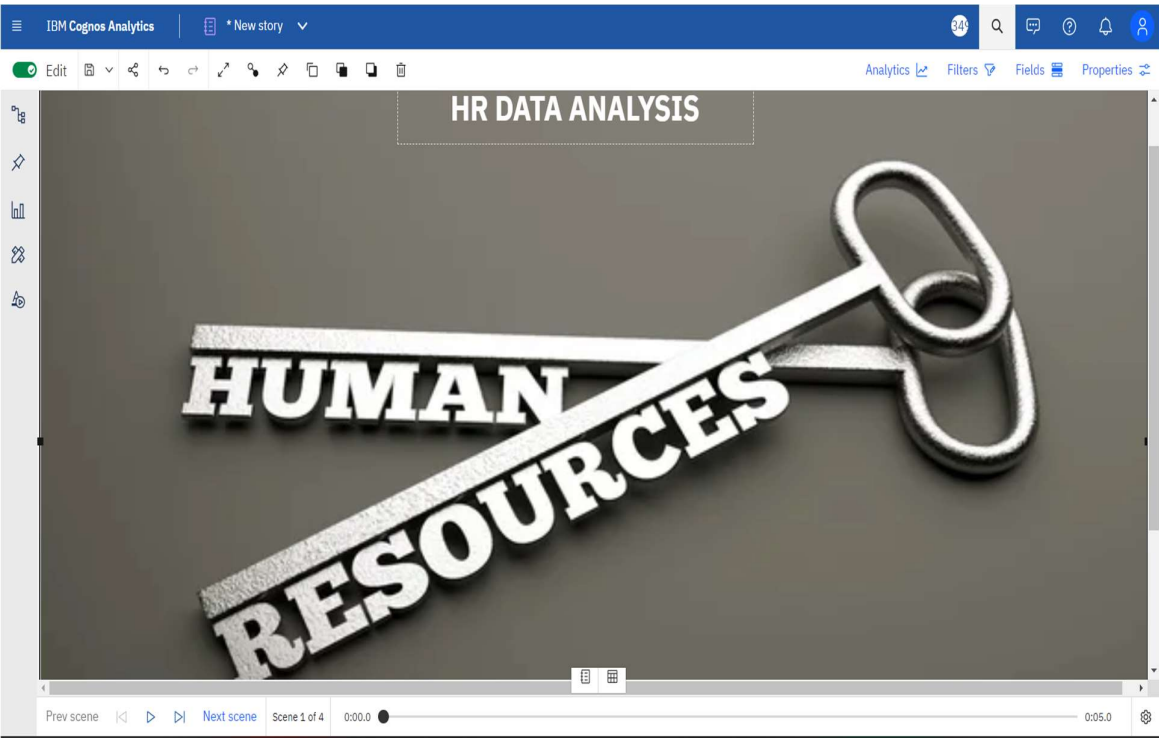 IBM Cognos Analytics
* New story
349
Edit
Analytics
Filters
Fields
Properties
HR DATA ANALYSIS
HUMAN
RESOURCES
Prev scene
Next scene
Scene 1 of 4
0:00.0
0:05.0